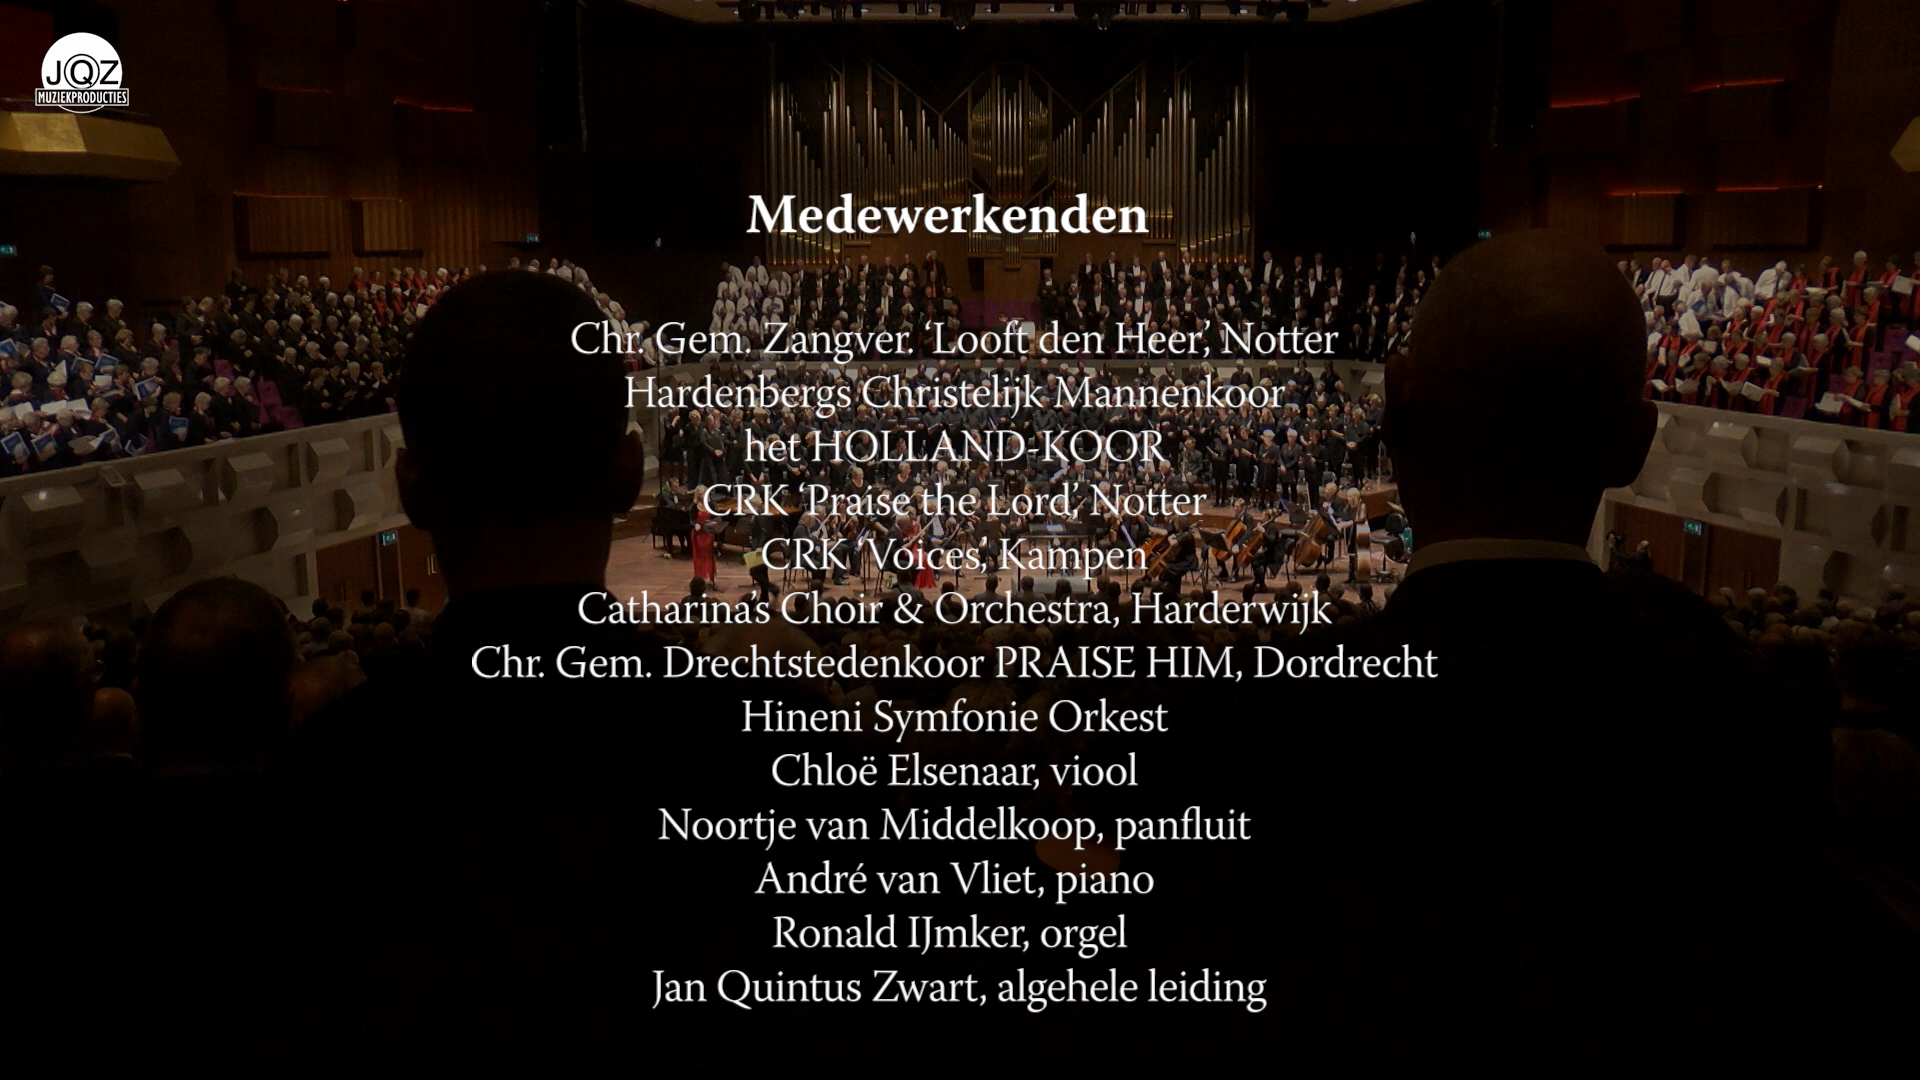 JQZ
MUZIEKPRODUCTIES
Medewerkenden
Chr. Gem. Zangver. ‘Looft den Heer’, Notter
Hardenbergs Christelijk Mannenkoor
het HOLLAND-KOOR
CRK ‘Praise the Lord’, Notter
CRK ‘Voices’, Kampen
Catharina’s Choir & Orchestra, Harderwijk
Chr. Gem. Drechtstedenkoor PRAISE HIM, Dordrecht
Hineni Symfonie Orkest
Chloë Elsenaar, viool
Noortje van Middelkoop, panfluit
André van Vliet, piano
Ronald IJmker, orgel
Jan Quintus Zwart, algehele leiding